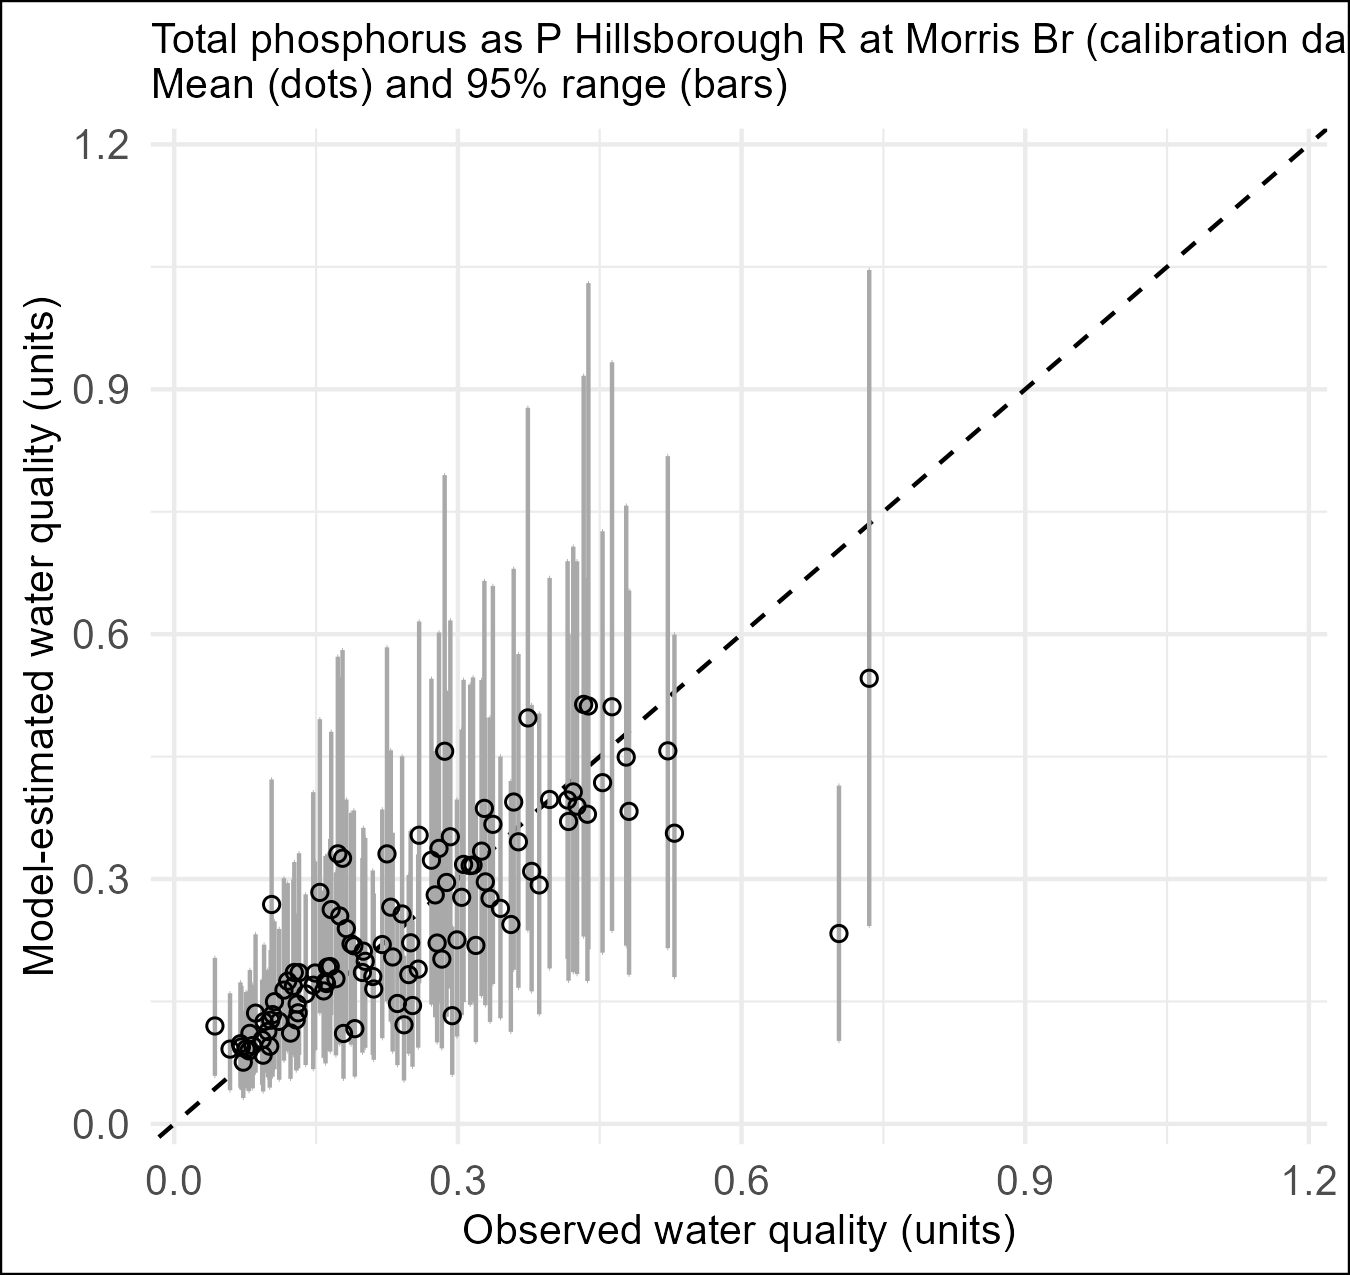 Total phosphorus as P Hillsborough R at Morris Br (calibration da
Mean (dots) and 95% range (bars)
1.2
0.9
0.6
0.3
0.0
Model-estimated water quality (units)
0.0 0.3 0.6 0.9 1.2
Observed water quality (units)